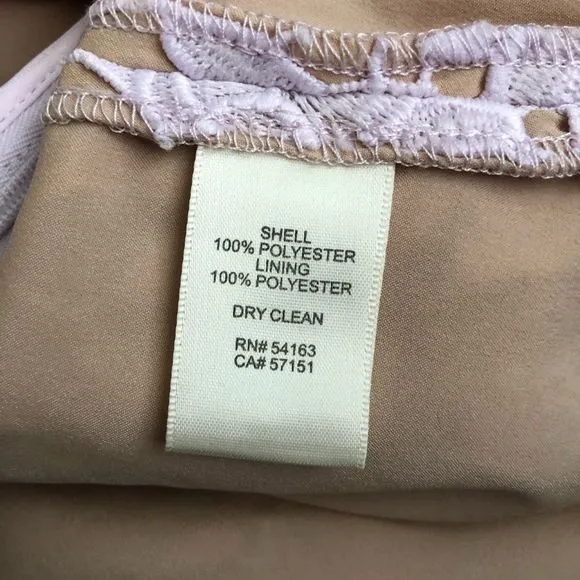 SHELL
100% POLYESTER
LINING
100% POLYESTER
DRY CLEAN
RN# 54163
CA# 57151